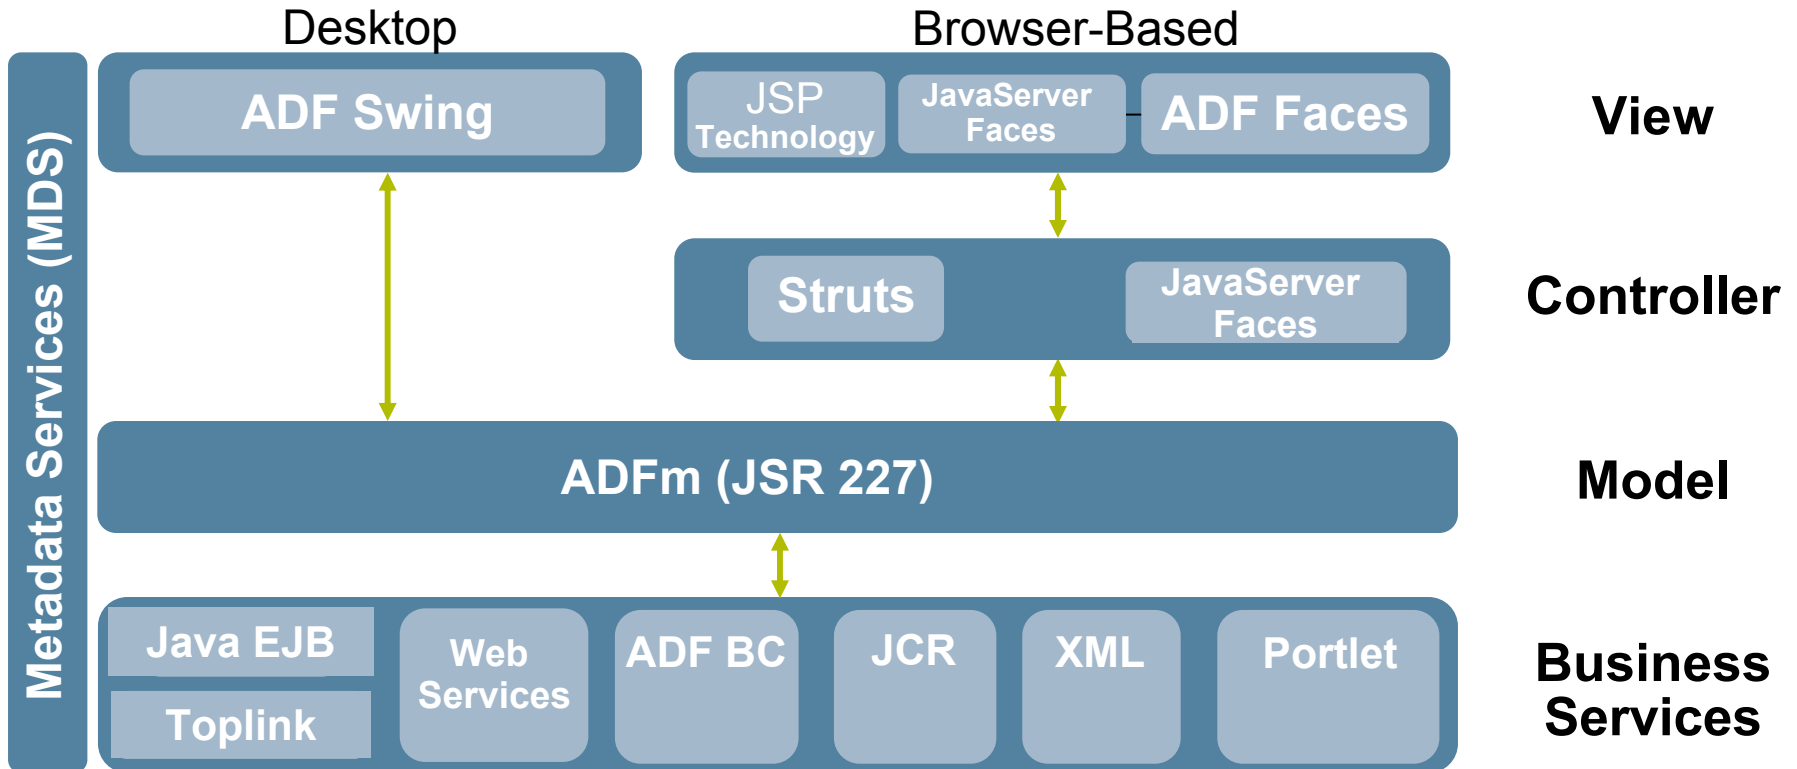 Desktop
Browser-Based
Metadata Services (MDS)
ADF Swing
JSP
Technology
JavaServer
Faces
ADF Faces
View
Struts
JavaServer
Faces
Controller
ADFm (JSR 227)
Model
Java EJB
Toplink
Web
Services
ADF BC
JCR
XML
Portlet
Business
Services